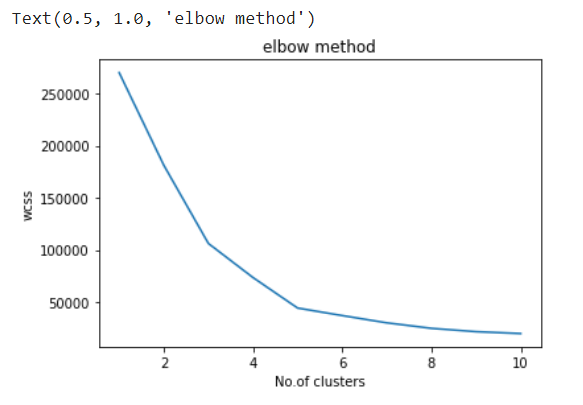 Text(0.5, 1.0, 'elbow method')
elbow method
250000
200000
150000
100000
50000
wcss
2 4 6 8 10
No.of clusters